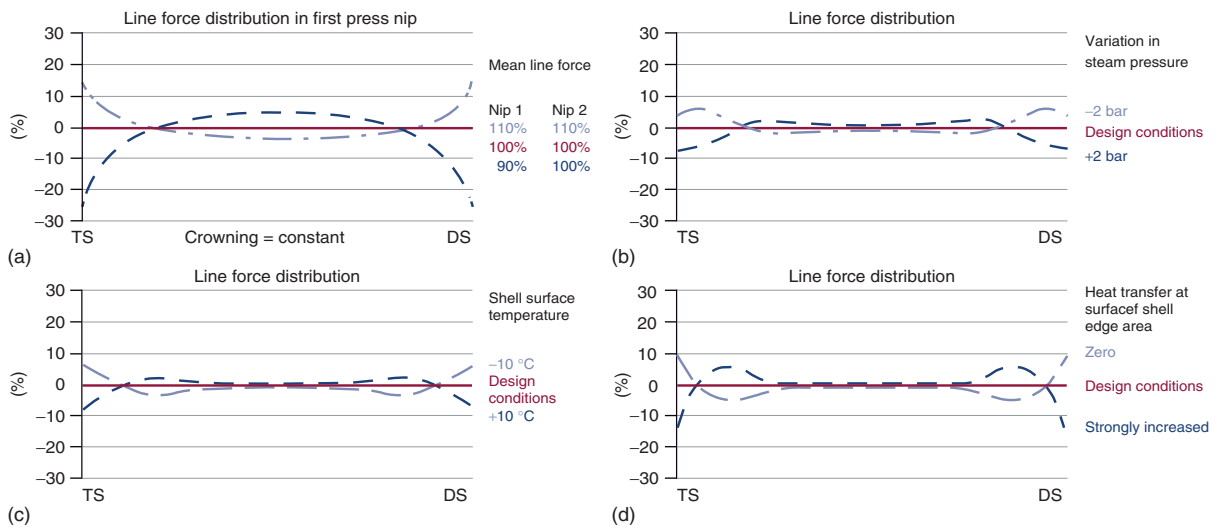 Line force distribution in first press nip
30
20
10
0
−10
−20
−30
(%)
TS
Crowning = constant
DS
Mean line force
Nip 1 Nip 2
110% 110%
100% 100%
90% 100%
(a)
Line force distribution
30
20
10
0
−10
−20
−30
(%)
TS
DS
Variation in
steam pressure
−2 bar
Design conditions
+2 bar
(b)
Line force distribution
30
20
10
0
−10
−20
−30
(%)
TS
DS
Shell surface
temperature
−10 °C
Design
conditions
+10 °C
(c)
Line force distribution
30
20
10
0
−10
−20
−30
(%)
TS
DS
Heat transfer at
surfacef shell
edge area
Zero
Design conditions
Strongly increased
(d)